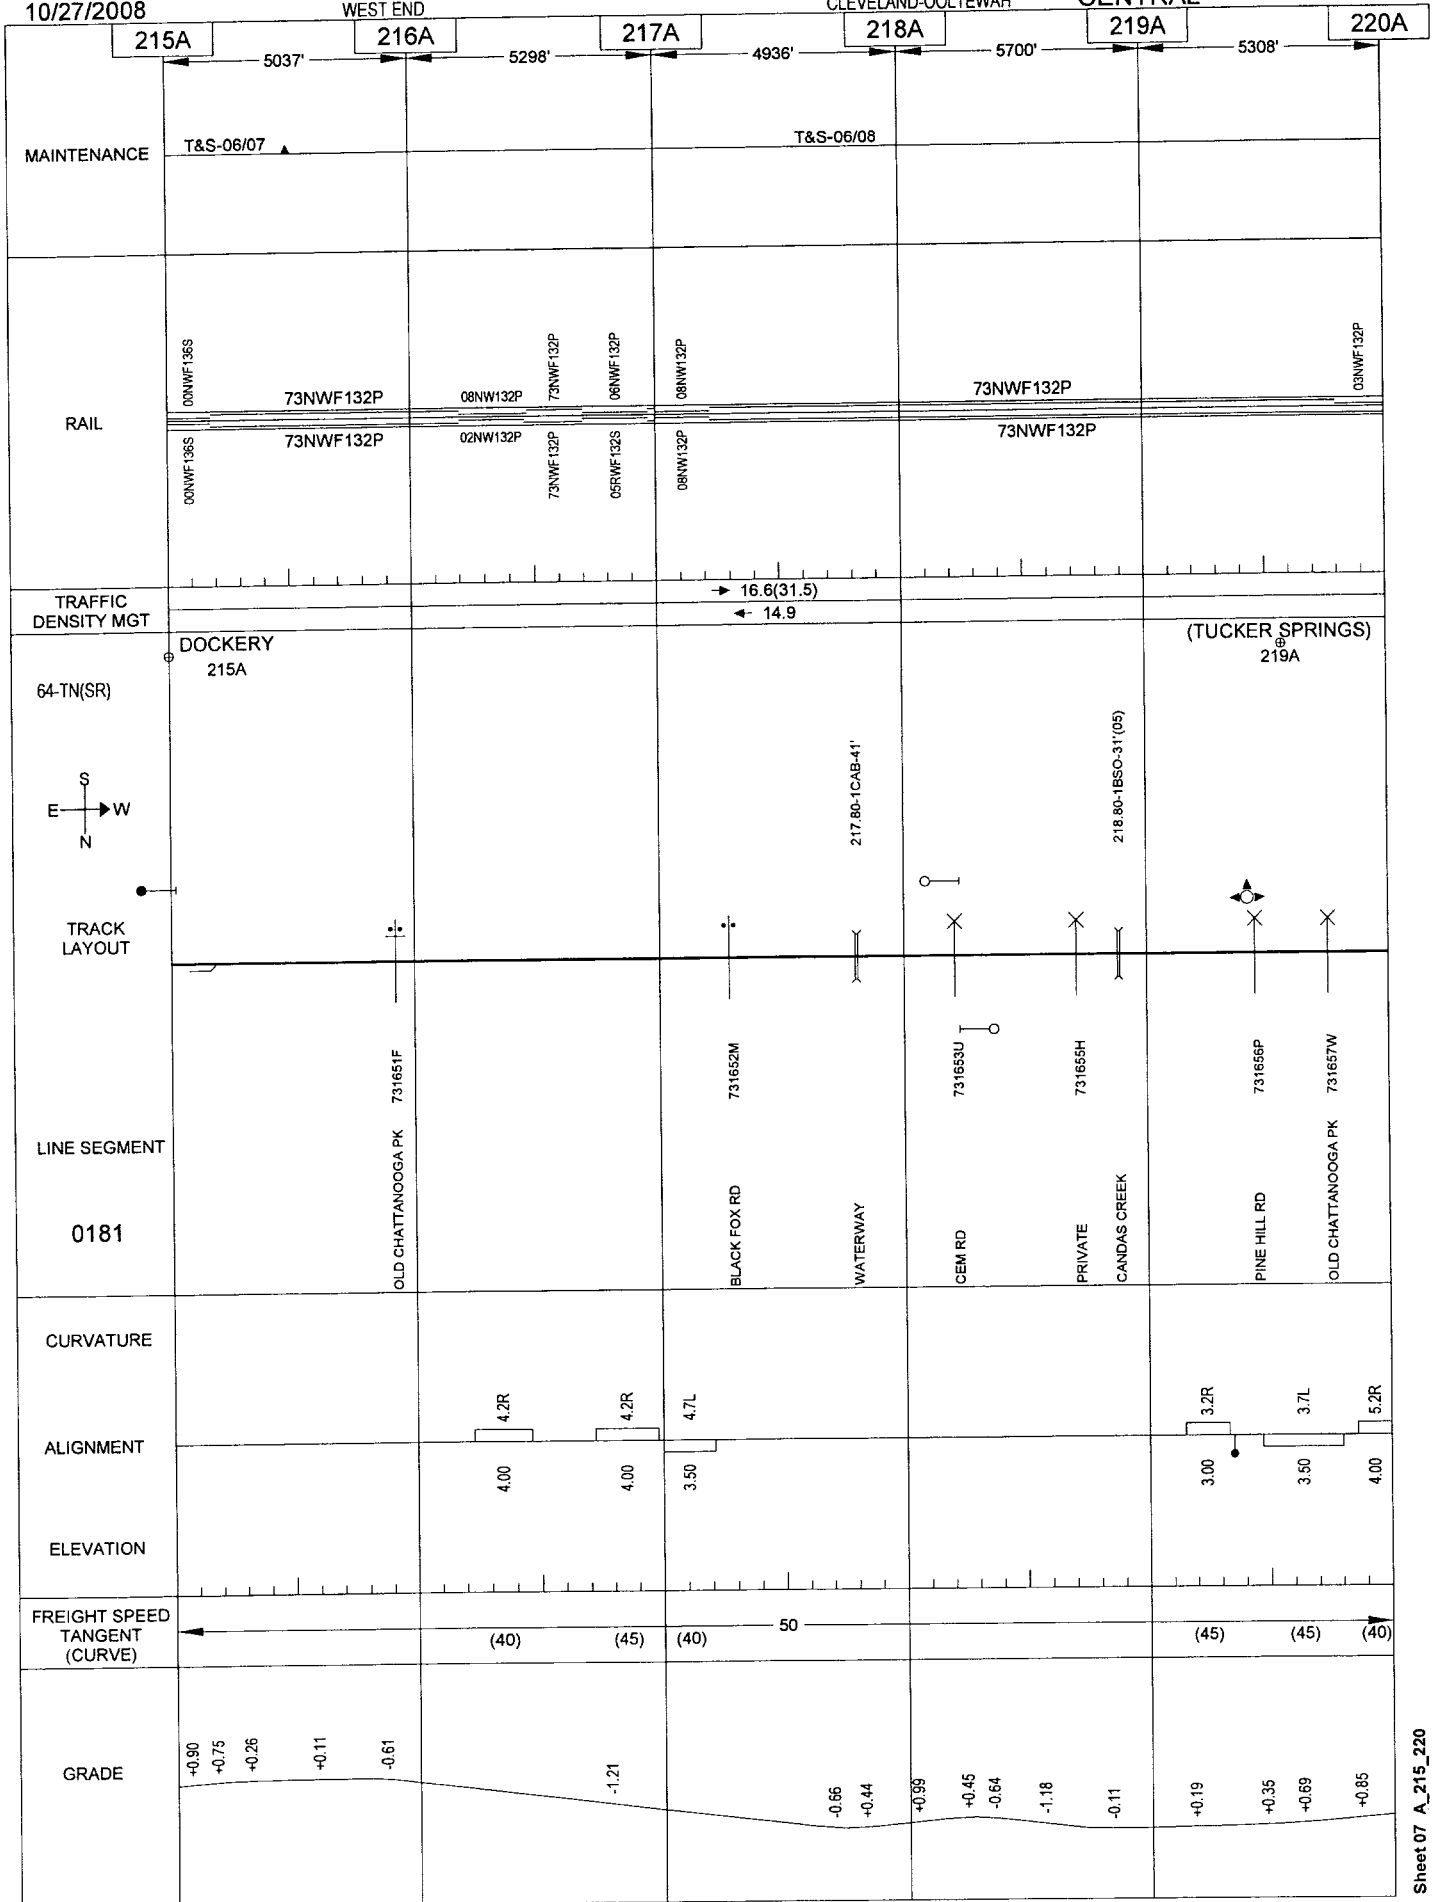 10/27/2008
WEST END
CLEVELAND-OOLTEWAH
CENTRAL
215A
216A
217A
218A
219A
220A
5037'
5298'
4936'
5700'
5308'
MAINTENANCE
T&S-06/07
T&S-06/08
RAIL
00NWF136S
73NWF132P
08NW132P
73NWF132P
06NWF132P
08NW132P
73NWF132P
03NWF132P
00NWF136S
73NWF132P
02NW132P
73NWF132P
05RWF132S
08NW132P
73NWF132P
TRAFFIC
DENSITY MGT
16.6(31.5)
14.9
DOCKERY
215A
(TUCKER SPRINGS)
219A
64-TN(SR)
S
E
W
N
217.80-1CAB-41'
218.80-1BSO-31'(05)
TRACK
LAYOUT
OLD CHATTANOOGA PK 731651F
BLACK FOX RD 731652M
WATERWAY
CEM RD 731653U
PRIVATE 731655H
CANDAS CREEK
PINE HILL RD 731656P
OLD CHATTANOOGA PK 731657W
LINE SEGMENT
0181
CURVATURE
4.2R
4.2R
4.7L
3.2R
3.7L
5.2R
ALIGNMENT
4.00
4.00
3.50
3.00
3.50
4.00
ELEVATION
FREIGHT SPEED
TANGENT
(CURVE)
50
(40)
(45)
(40)
(45)
(45)
(40)
GRADE
+0.90
+0.75
+0.26
+0.11
-0.61
-1.21
-0.66
+0.44
+0.99
+0.45
-0.64
-1.18
-0.11
+0.19
+0.35
+0.69
+0.85
Sheet 07 A_215_220